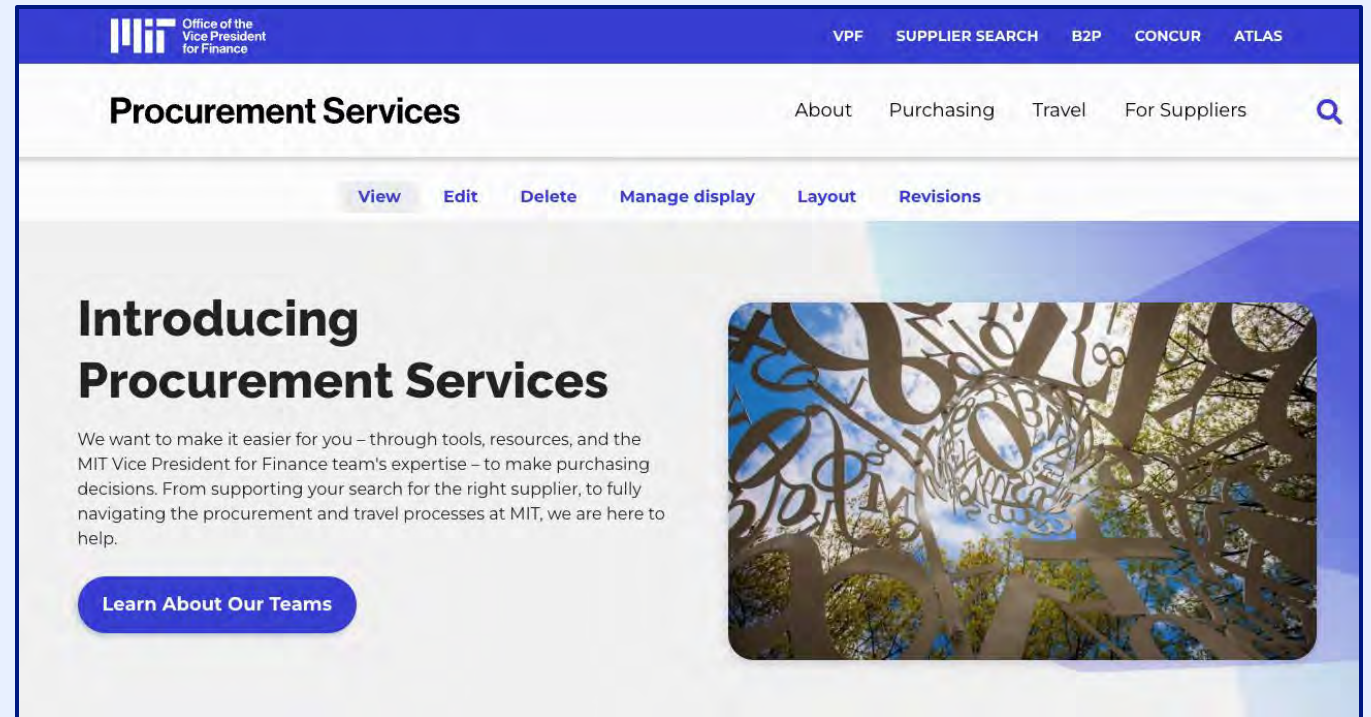 MIT Office of the
Vice President
for Finance
VPF SUPPLIER SEARCH B2P CONCUR ATLAS
Procurement Services
About Purchasing Travel For Suppliers
View Edit Delete Manage display Layout Revisions
Introducing
Procurement Services
We want to make it easier for you – through tools, resources, and the
MIT Vice President for Finance team's expertise – to make purchasing
decisions. From supporting your search for the right supplier, to fully
navigating the procurement and travel processes at MIT, we are here to
help.
Learn About Our Teams